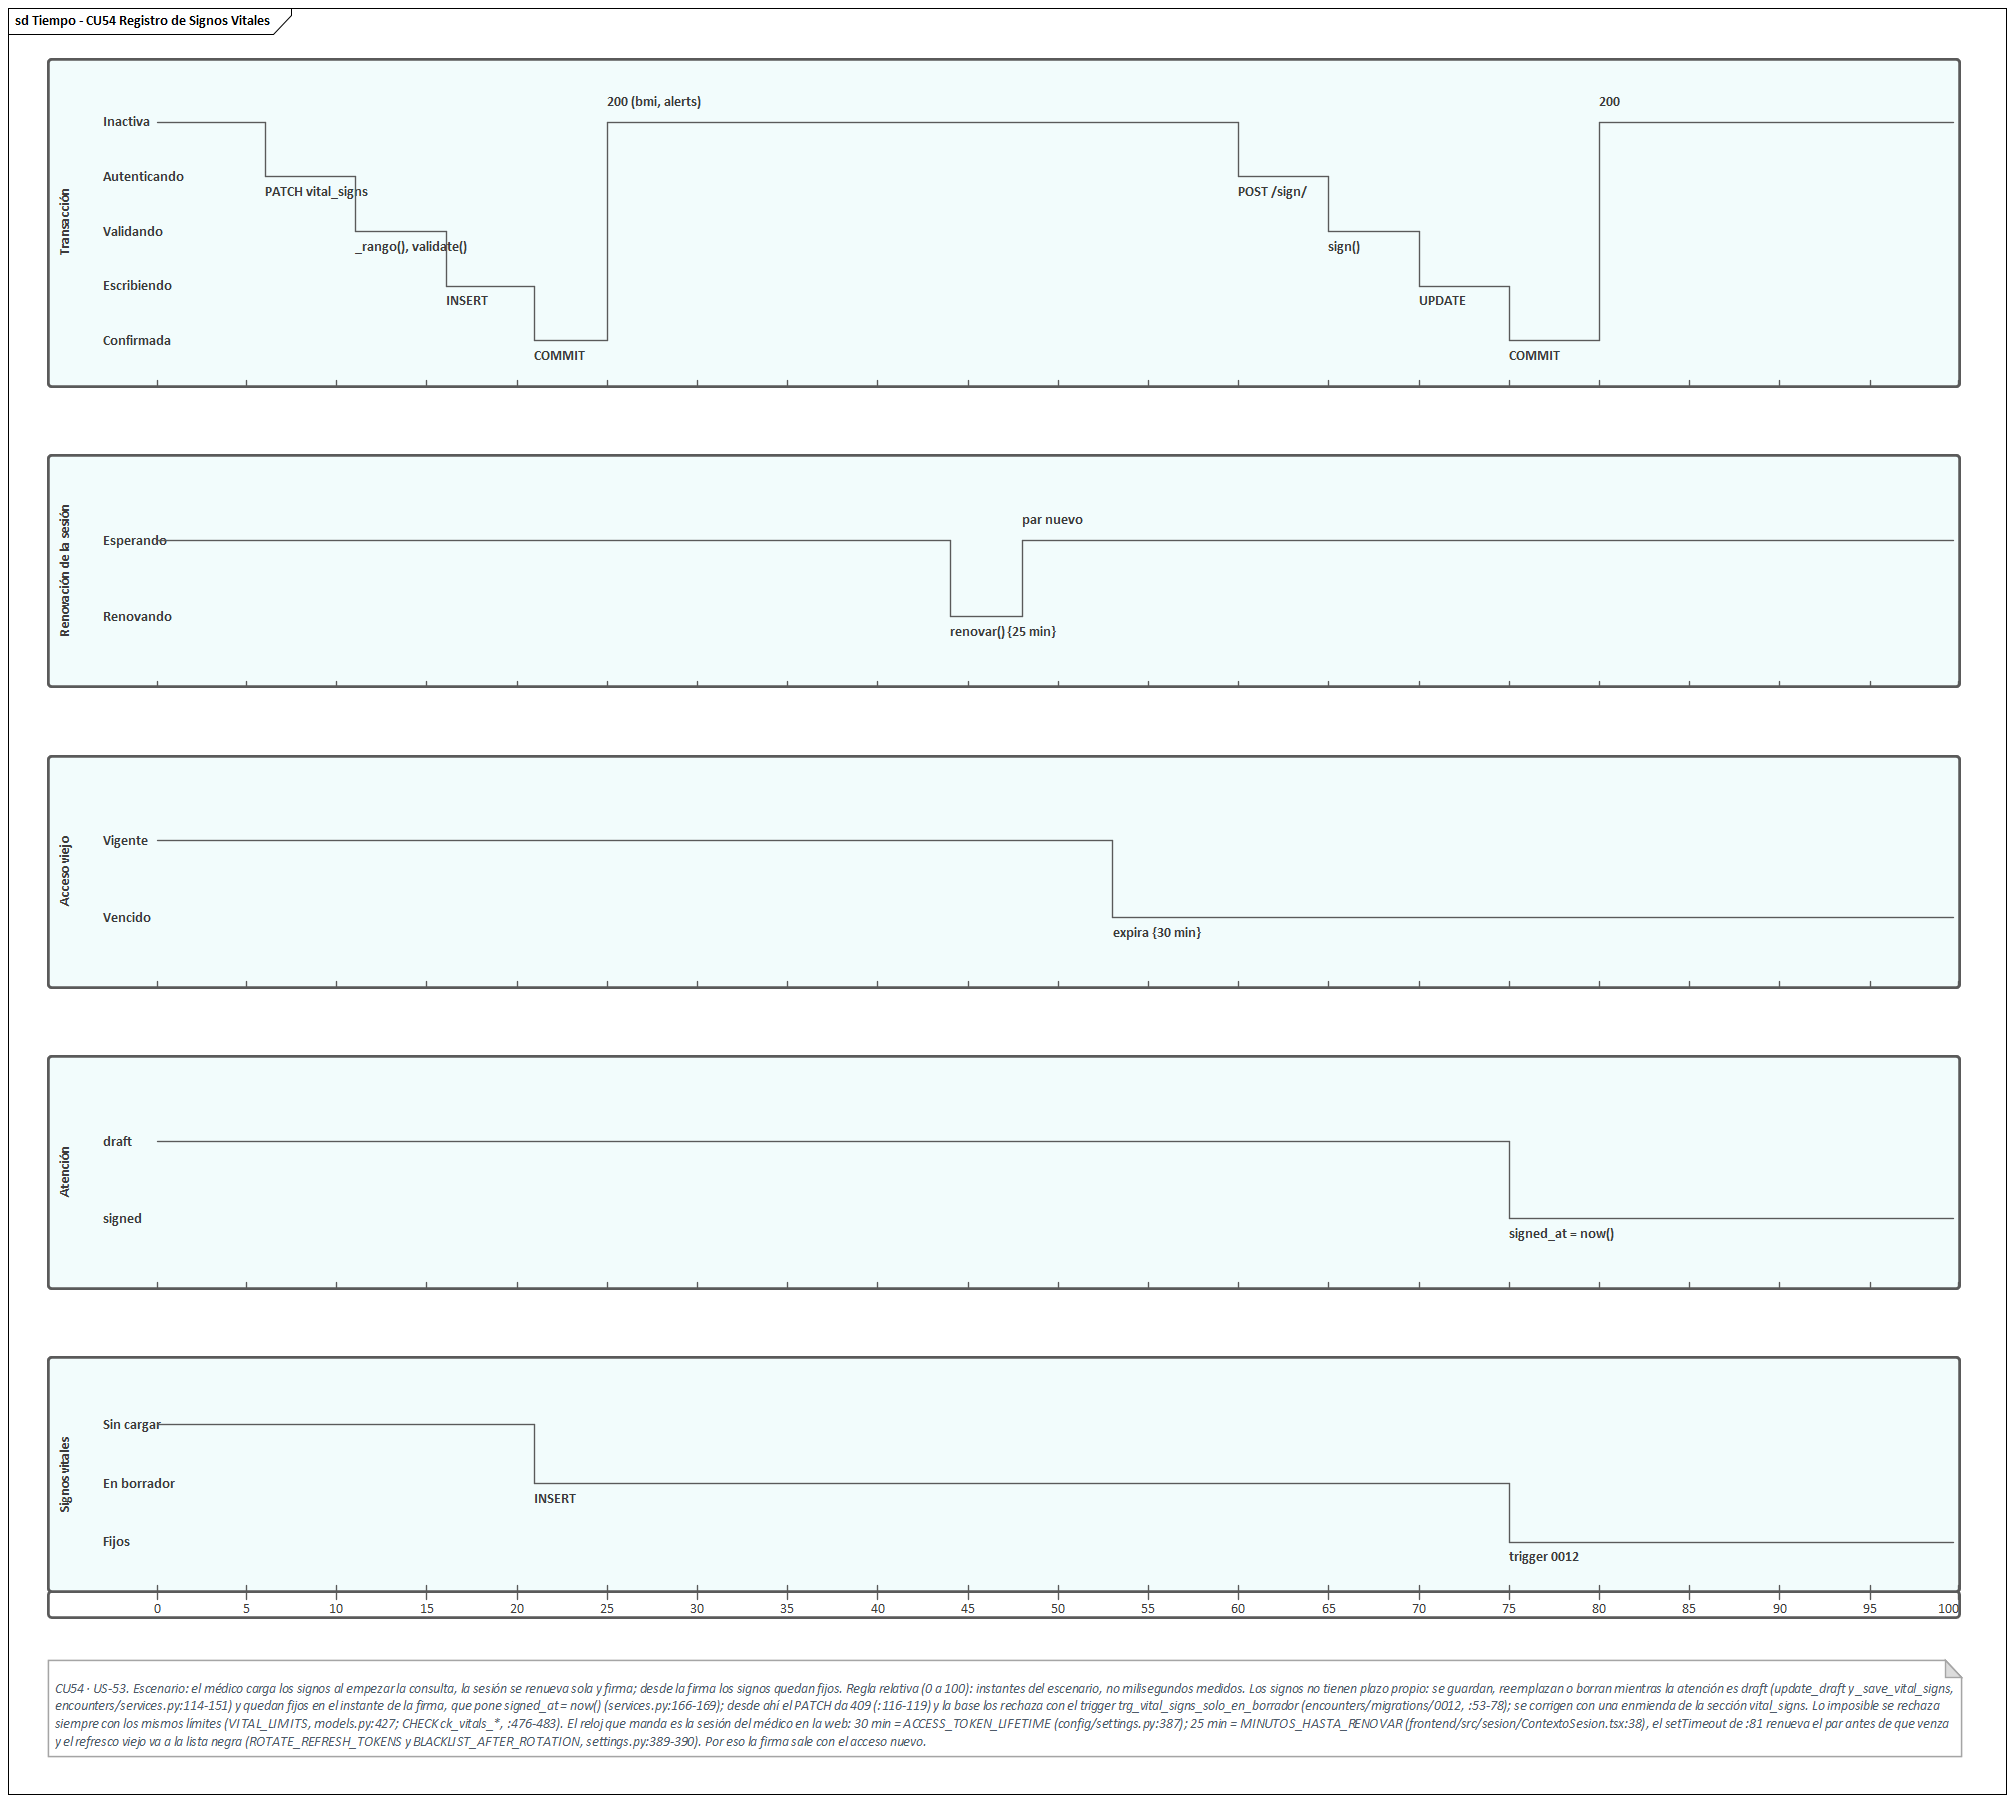 sd Tiempo - CU54 Registro de Signos Vitales
Transacción
200 (bmi, alerts)
200
Inactiva
Autenticando
PATCH vital_signs
POST /sign/
Validando
_rango(), validate()
sign()
Escribiendo
INSERT
UPDATE
Confirmada
COMMIT
COMMIT
Renovación de la sesión
par nuevo
Esperando
Renovando
renovar() {25 min}
Acceso viejo
Vigente
Vencido
expira {30 min}
Atención
draft
signed
signed_at = now()
Signos vitales
Sin cargar
En borrador
INSERT
Fijos
trigger 0012
0 5 10 15 20 25 30 35 40 45 50 55 60 65 70 75 80 85 90 95 100
CU54 · US-53. Escenario: el médico carga los signos al empezar la consulta, la sesión se renueva sola y firma; desde la firma los signos quedan fijos. Regla relativa (0 a 100): instantes del escenario, no milisegundos medidos. Los signos no tienen plazo propio: se guardan, reemplazan o borran mientras la atención es draft (update_draft y _save_vital_signs,
encounters/services.py:114-151) y quedan fijos en el instante de la firma, que pone signed_at = now() (services.py:166-169); desde ahí el PATCH da 409 (:116-119) y la base los rechaza con el trigger trg_vital_signs_solo_en_borrador (encounters/migrations/0012, :53-78); se corrigen con una enmienda de la sección vital_signs. Lo imposible se rechaza
siempre con los mismos límites (VITAL_LIMITS, models.py:427; CHECK ck_vitals_*, :476-483). El reloj que manda es la sesión del médico en la web: 30 min = ACCESS_TOKEN_LIFETIME (config/settings.py:387); 25 min = MINUTOS_HASTA_RENOVAR (frontend/src/sesion/ContextoSesion.tsx:38), el setTimeout de :81 renueva el par antes de que venza
y el refresco viejo va a la lista negra (ROTATE_REFRESH_TOKENS y BLACKLIST_AFTER_ROTATION, settings.py:389-390). Por eso la firma sale con el acceso nuevo.